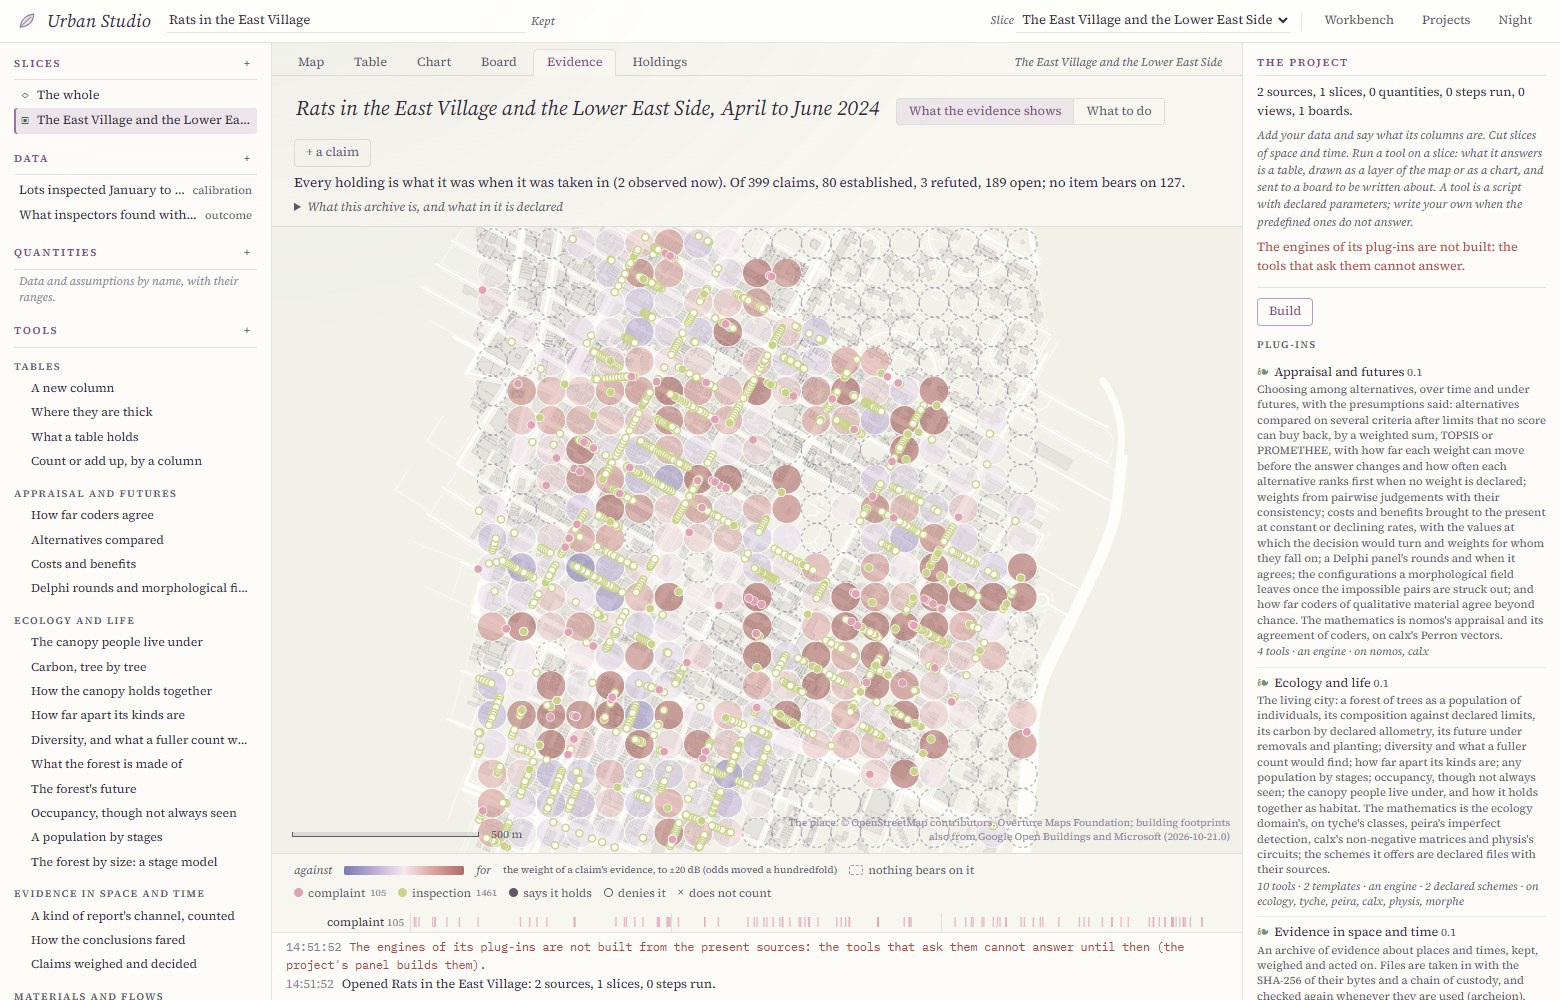 Urban Studio
Rats in the East Village
Kept
Slice The East Village and the Lower East Side
Workbench
Projects
Night
SLICES +
The whole
The East Village and the Lower Ea...
DATA +
Lots inspected January to ... calibration
What inspectors found with... outcome
QUANTITIES +
Data and assumptions by name, with their
ranges.
TOOLS +
TABLES
A new column
Where they are thick
What a table holds
Count or add up, by a column
APPRAISAL AND FUTURES
How far coders agree
Alternatives compared
Costs and benefits
Delphi rounds and morphological fi...
ECOLOGY AND LIFE
The canopy people live under
Carbon, tree by tree
How the canopy holds together
How far apart its kinds are
Diversity, and what a fuller count w...
What the forest is made of
The forest's future
Occupancy, though not always seen
A population by stages
The forest by size: a stage model
EVIDENCE IN SPACE AND TIME
A kind of report's channel, counted
How the conclusions fared
Claims weighed and decided
MATERIALS AND FLOWS
Map Table Chart Board Evidence Holdings
The East Village and the Lower East Side
Rats in the East Village and the Lower East Side, April to June 2024
What the evidence shows What to do
+ a claim
Every holding is what it was when it was taken in (2 observed now). Of 399 claims, 80 established, 3 refuted, 189 open; no item bears on 127.
▶ What this archive is, and what in it is declared
500 m
The place: © OpenStreetMap contributors, Overture Maps Foundation; building footprints
also from Google Open Buildings and Microsoft (2026-10-21.0)
against for the weight of a claim's evidence, to ±20 dB (odds moved a hundredfold) nothing bears on it
complaint 105 inspection 1461 says it holds denies it × does not count
complaint 105
14:51:52 The engines of its plug-ins are not built from the present sources: the tools that ask them cannot answer until then (the
project's panel builds them).
14:51:52 Opened Rats in the East Village: 2 sources, 1 slices, 0 steps run.
THE PROJECT
2 sources, 1 slices, 0 quantities, 0 steps run, 0
views, 1 boards.
Add your data and say what its columns are. Cut slices
of space and time. Run a tool on a slice: what it answers
is a table, drawn as a layer of the map or as a chart, and
sent to a board to be written about. A tool is a script
with declared parameters; write your own when the
predefined ones do not answer.
The engines of its plug-ins are not built: the
tools that ask them cannot answer.
Build
PLUG-INS
Appraisal and futures 0.1
Choosing among alternatives, over time and under
futures, with the presumptions said: alternatives
compared on several criteria after limits that no score
can buy back, by a weighted sum, TOPSIS or
PROMETHEE, with how far each weight can move
before the answer changes and how often each
alternative ranks first when no weight is declared;
weights from pairwise judgements with their
consistency; costs and benefits brought to the present
at constant or declining rates, with the values at
which the decision would turn and weights for whom
they fall on; a Delphi panel's rounds and when it
agrees; the configurations a morphological field
leaves once the impossible pairs are struck out; and
how far coders of qualitative material agree beyond
chance. The mathematics is nomos's appraisal and its
agreement of coders, on calx's Perron vectors.
4 tools · an engine · on nomos, calx
Ecology and life 0.1
The living city: a forest of trees as a population of
individuals, its composition against declared limits,
its carbon by declared allometry, its future under
removals and planting; diversity and what a fuller
count would find; how far apart its kinds are; any
population by stages; occupancy, though not always
seen; the canopy people live under, and how it holds
together as habitat. The mathematics is the ecology
domain's, on tyche's classes, peira's imperfect
detection, calx's non-negative matrices and physis's
circuits; the schemes it offers are declared files with
their sources.
10 tools · 2 templates · an engine · 2 declared schemes · on
ecology, tyche, peira, calx, physis, morphe
Evidence in space and time 0.1
An archive of evidence about places and times, kept,
weighed and acted on. Files are taken in with the
SHA-256 of their bytes and a chain of custody, and
checked again whenever they are used (archeion).